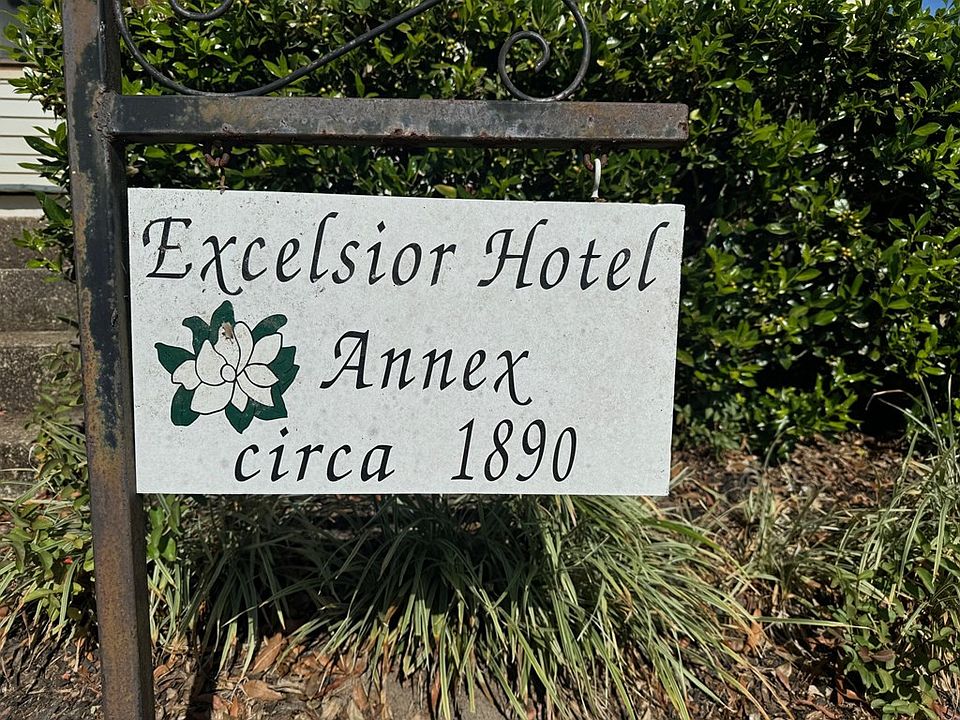 Excelsior Hotel
Annex
circa 1890